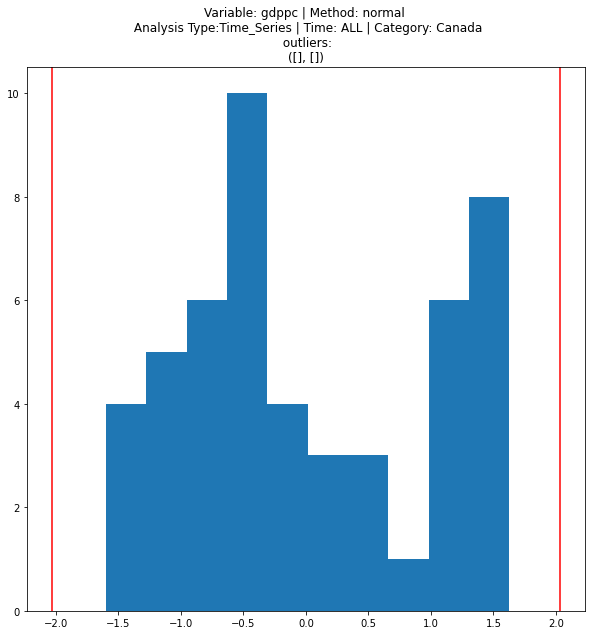 Variable: gdppc | Method: normal
Analysis Type:Time_Series | Time: ALL | Category: Canada
outliers:
([], [])
10
8
6
4
2
0
−2.0 −1.5 −1.0 −0.5 0.0 0.5 1.0 1.5 2.0